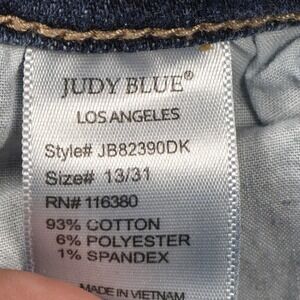 JUDY BLUE®
LOS ANGELES
Style# JB82390DK
Size# 13/31
RN# 116380
93% COTTON
6% POLYESTER
1% SPANDEX
MADE IN VIETNAM